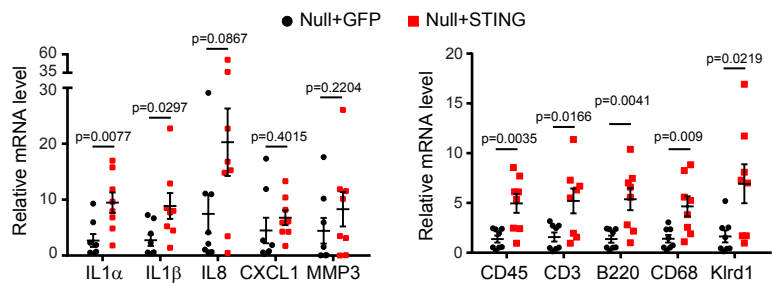 Null+GFP Null+STING
Relative mRNA level
60
35
30
20
10
0
p=0.0077
p=0.0297
p=0.0867
p=0.4015
p=0.2204
IL1α IL1β IL8 CXCL1 MMP3
Relative mRNA level
20
15
10
5
0
p=0.0035
p=0.0166
p=0.0041
p=0.009
p=0.0219
CD45 CD3 B220 CD68 Klrd1